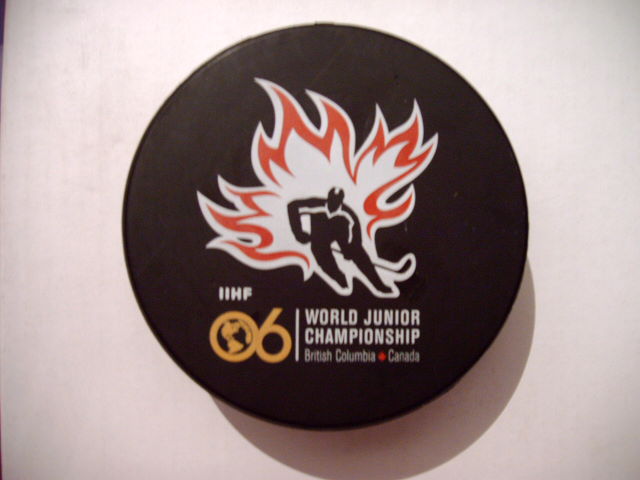 IIHF
06
WORLD JUNIOR
CHAMPIONSHIP
British Columbia Canada